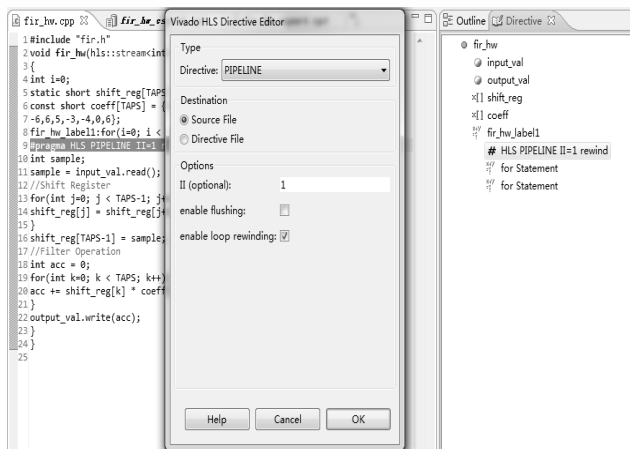 fir_hw.cpp
Vivado HLS Directive Editor
Outline
Directive
1 #include "fir.h"
2 void fir_hw(hls::stream<int
3 {
4 int i=0;
5 static short shift_reg[TAPS
6 const short coeff[TAPS] = {
7 -6,6,5,-3,-4,0,6};
8 fir_hw_label1:for(i=0; i <
9 #pragma HLS PIPELINE II=1 r
10 int sample;
11 sample = input_val.read();
12 //Shift Register
13 for(int j=0; j < TAPS-1; j+
14 shift_reg[j] = shift_reg[j+
15 }
16 shift_reg[TAPS-1] = sample;
17 //Filter Operation
18 int acc = 0;
19 for(int k=0; k < TAPS; k++)
20 acc += shift_reg[k] * coeff
21 }
22 output_val.write(acc);
23 }
24 }
25
Type
Directive: PIPELINE
Destination
Source File
Directive File
Options
II (optional): 1
enable flushing:
enable loop rewinding:
Help
Cancel
OK
fir_hw
input_val
output_val
x[] shift_reg
x[] coeff
fir_hw_label1
# HLS PIPELINE II=1 rewind
for Statement
for Statement